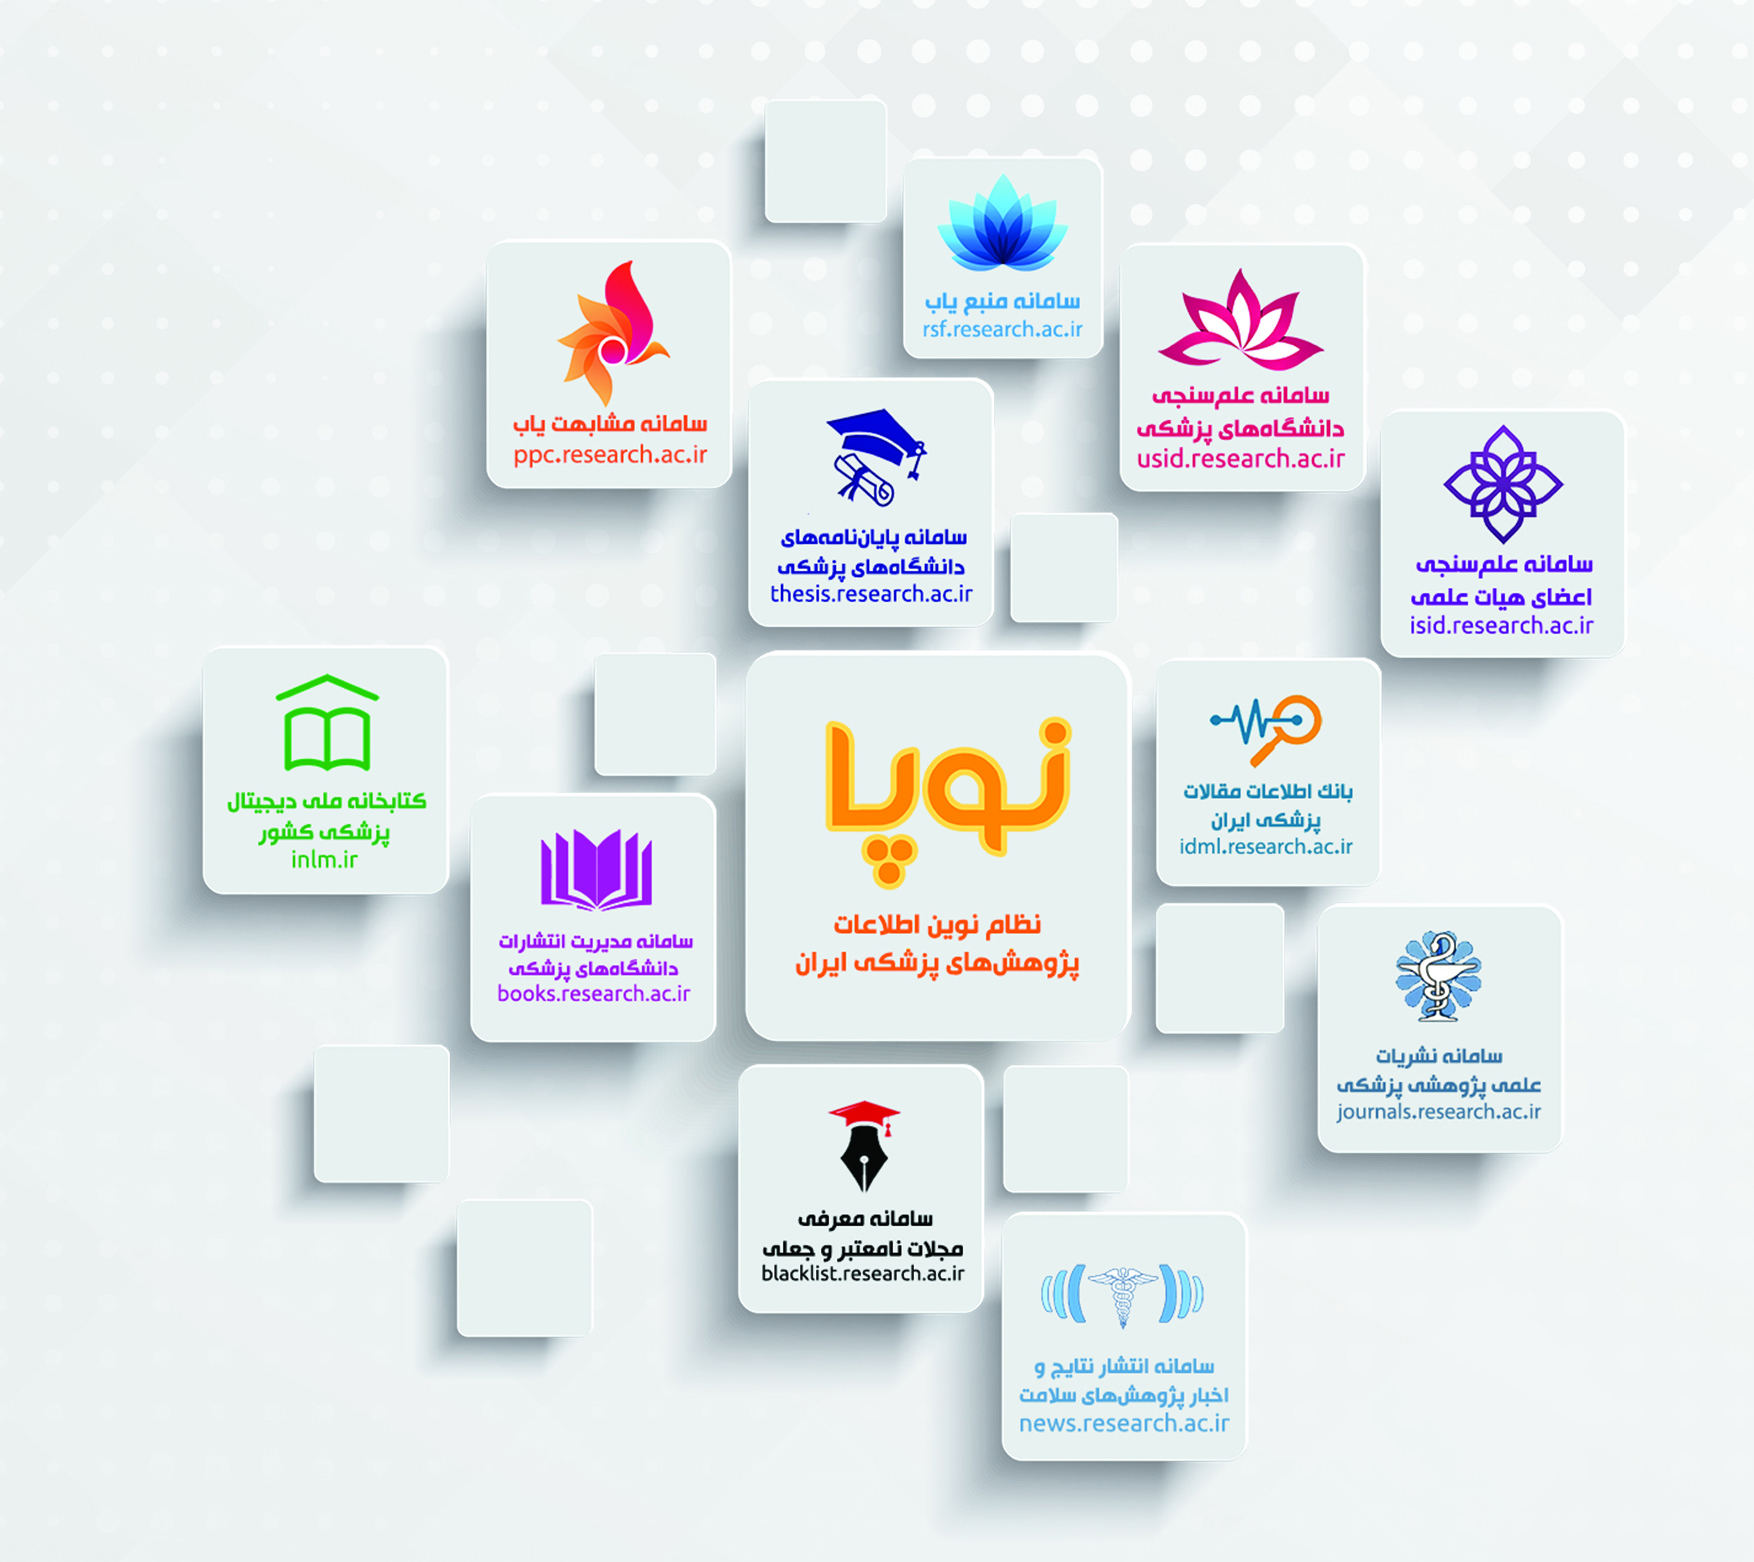 سامانه منبع یاب
rsf.research.ac.ir
سامانه مشابهت یاب
ppc.research.ac.ir
سامانه علم‌سنجی
دانشگاه‌های پزشکی
usid.research.ac.ir
سامانه پایان‌نامه‌های
دانشگاه‌های پزشکی
thesis.research.ac.ir
سامانه علم‌سنجی
اعضای هیات علمی
isid.research.ac.ir
نوپا
نظام نوین اطلاعات
پژوهش‌های پزشکی ایران
بانك اطلاعات مقالات
پزشکی ایران
idml.research.ac.ir
کتابخانه ملی دیجیتال
پزشکی کشور
inlm.ir
سامانه مدیریت انتشارات
دانشگاه‌های پزشکی
books.research.ac.ir
سامانه نشریات
علمی پژوهشی پزشکی
journals.research.ac.ir
سامانه معرفی
مجلات نامعتبر و جعلی
blacklist.research.ac.ir
سامانه انتشار نتایج و
اخبار پژوهش‌های سلامت
news.research.ac.ir